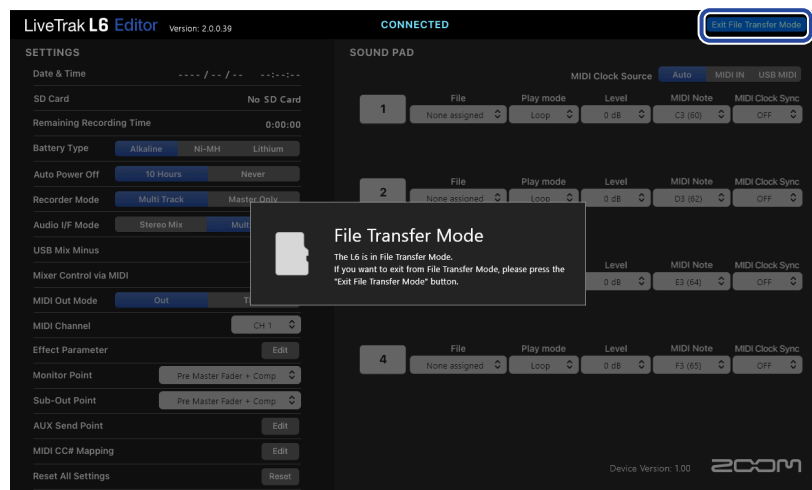 LiveTrak L6 Editor Version: 2.0.0.39
CONNECTED
Exit File Transfer Mode
SETTINGS
Date & Time ---- / -- / -- --:--:--
SD Card No SD Card
Remaining Recording Time 0:00:00
Battery Type Alkaline Ni-MH Lithium
Auto Power Off 10 Hours Never
Recorder Mode Multi Track Master Only
Audio I/F Mode Stereo Mix Mult
USB Mix Minus
Mixer Control via MIDI
MIDI Out Mode Out T
MIDI Channel CH 1
Effect Parameter Edit
Monitor Point Pre Master Fader + Comp
Sub-Out Point Pre Master Fader + Comp
AUX Send Point Edit
MIDI CC# Mapping Edit
Reset All Settings Reset
SOUND PAD
MIDI Clock Source Auto MIDI IN USB MIDI
File Play mode Level MIDI Note MIDI Clock Sync
1 None assigned Loop 0 dB C3 (60) OFF
File Play mode Level MIDI Note MIDI Clock Sync
2 None assigned Loop 0 dB D3 (62) OFF
Level MIDI Note MIDI Clock Sync
0 dB E3 (64) OFF
File Play mode Level MIDI Note MIDI Clock Sync
4 None assigned Loop 0 dB F3 (65) OFF
File Transfer Mode
The L6 is in File Transfer Mode.
If you want to exit from File Transfer Mode, please press the
"Exit File Transfer Mode" button.
Device Version: 1.00 ZOOM